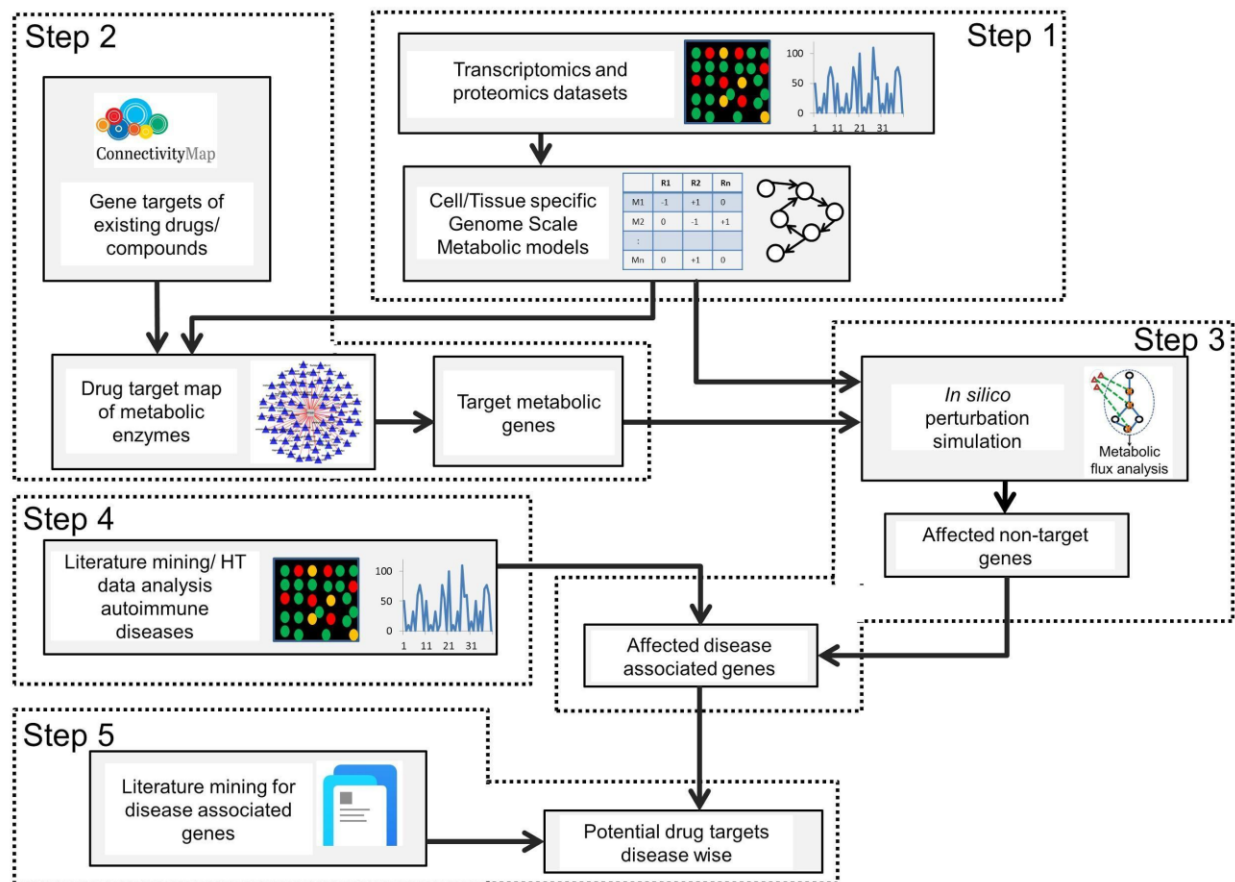 Step 2
ConnectivityMap
Gene targets of
existing drugs/
compounds
Step 1
Transcriptomics and
proteomics datasets
100
50
0
1 11 21 31
Cell/Tissue specific
Genome Scale
Metabolic models
R1 R2 Rn
M1 -1 +1 0
M2 0 -1 +1
:
Mn 0 +1 0
Drug target map
of metabolic
enzymes
Target metabolic
genes
Step 3
In silico
perturbation
simulation
Metabolic
flux analysis
Affected non-target
genes
Step 4
Literature mining/ HT
data analysis
autoimmune
diseases
100
50
0
1 11 21 31
Affected disease
associated genes
Step 5
Literature mining for
disease associated
genes
Potential drug targets
disease wise